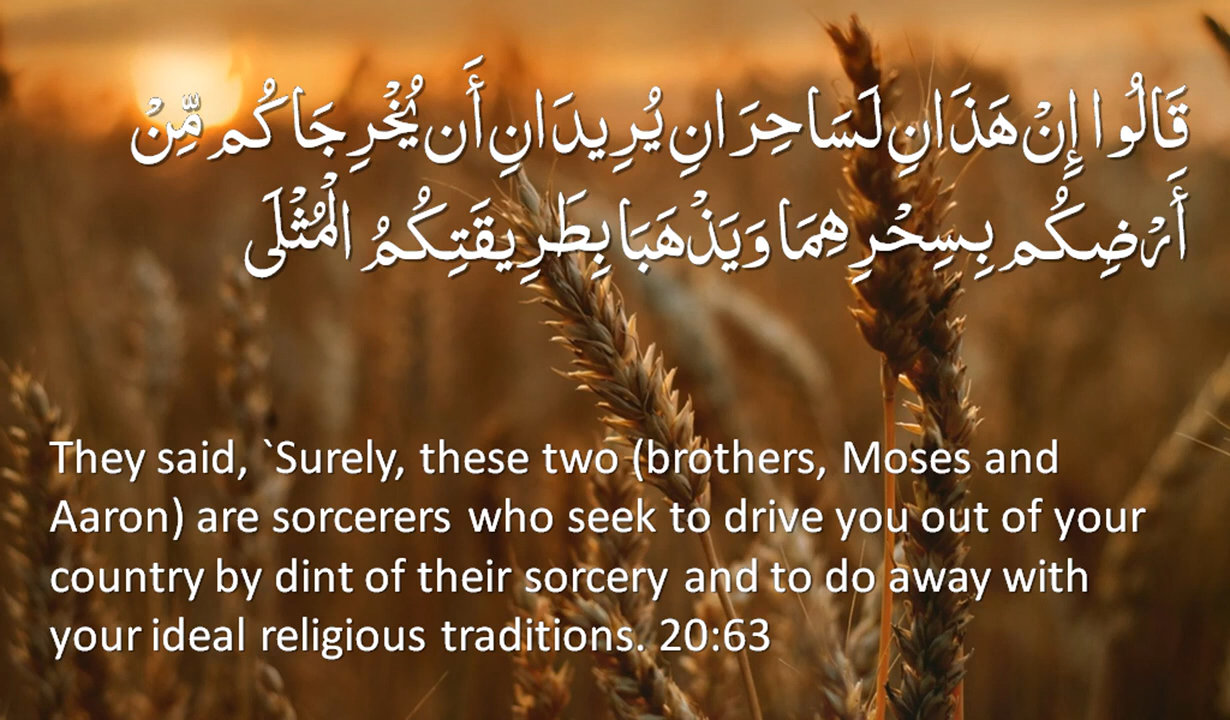 قَالُوا إِنْ هَذَانِ لَسَاحِرَانِ يُرِيدَانِ أَن يُخْرِجَاكُم مِّنْ
أَرْضِكُم بِسِحْرِهِمَا وَيَذْهَبَا بِطَرِيقَتِكُمُ الْمُثْلَى
They said, `Surely, these two (brothers, Moses and
Aaron) are sorcerers who seek to drive you out of your
country by dint of their sorcery and to do away with
your ideal religious traditions. 20:63